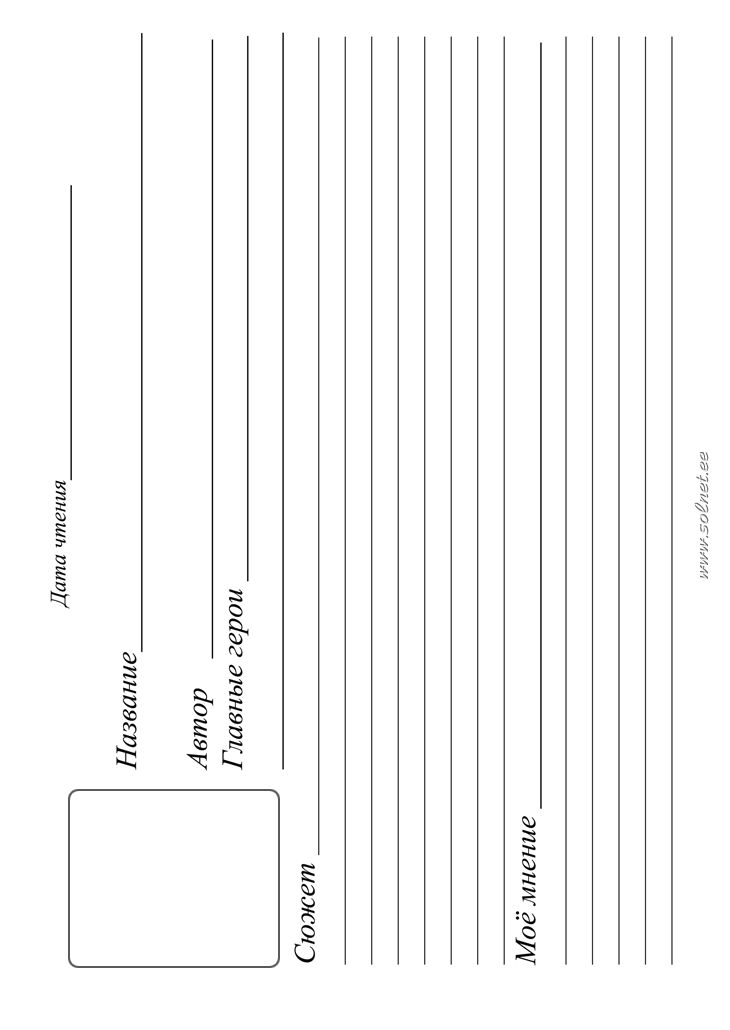 Дата чтения
Название
Автор
Главные герои
Сюжет
Моё мнение
www.solnet.ee